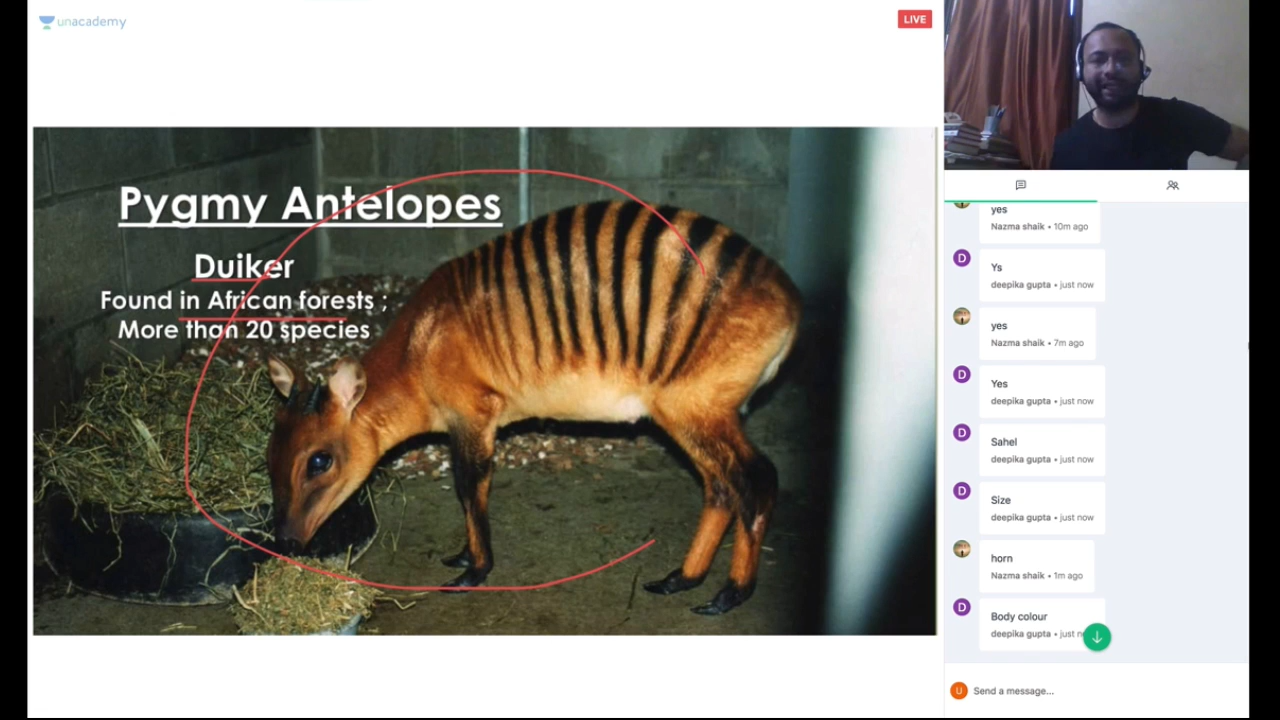 unacademy
LIVE
Pygmy Antelopes
Duiker
Found in African forests ;
More than 20 species
yes
Nazma shaik • 10m ago
D
Ys
deepika gupta • just now
yes
Nazma shaik • 7m ago
D
Yes
deepika gupta • just now
D
Sahel
deepika gupta • just now
D
Size
deepika gupta • just now
horn
Nazma shaik • 1m ago
D
Body colour
deepika gupta • just
U
Send a message...